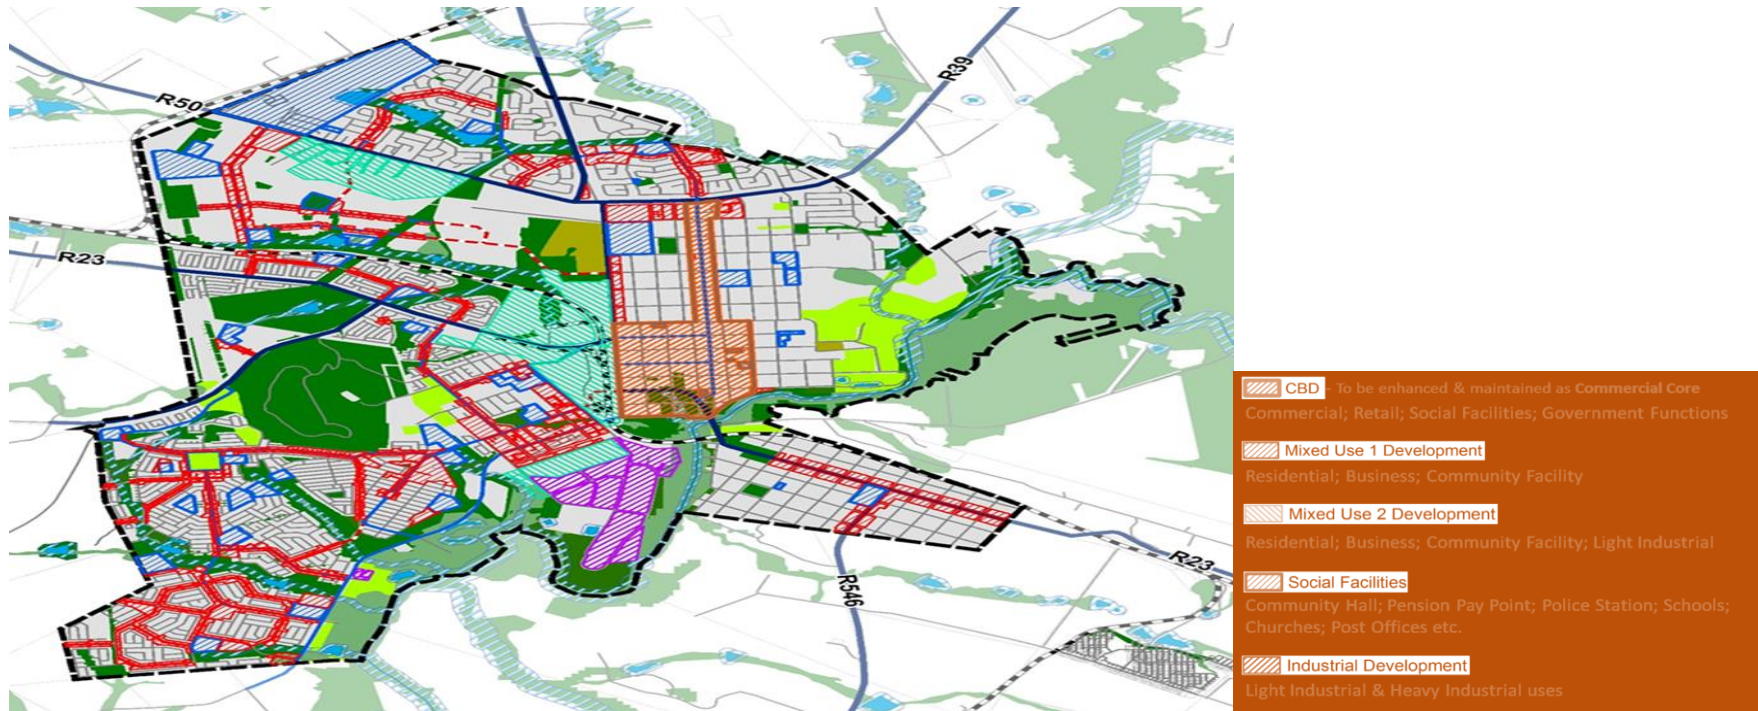 R39
R50
R23
R23
R546
CBD - To be enhanced & maintained as Commercial Core
Commercial; Retail; Social Facilities; Government Functions
Mixed Use 1 Development
Residential; Business; Community Facility
Mixed Use 2 Development
Residential; Business; Community Facility; Light Industrial
Social Facilities
Community Hall; Pension Pay Point; Police Station; Schools;
Churches; Post Offices etc.
Industrial Development
Light Industrial & Heavy Industrial uses